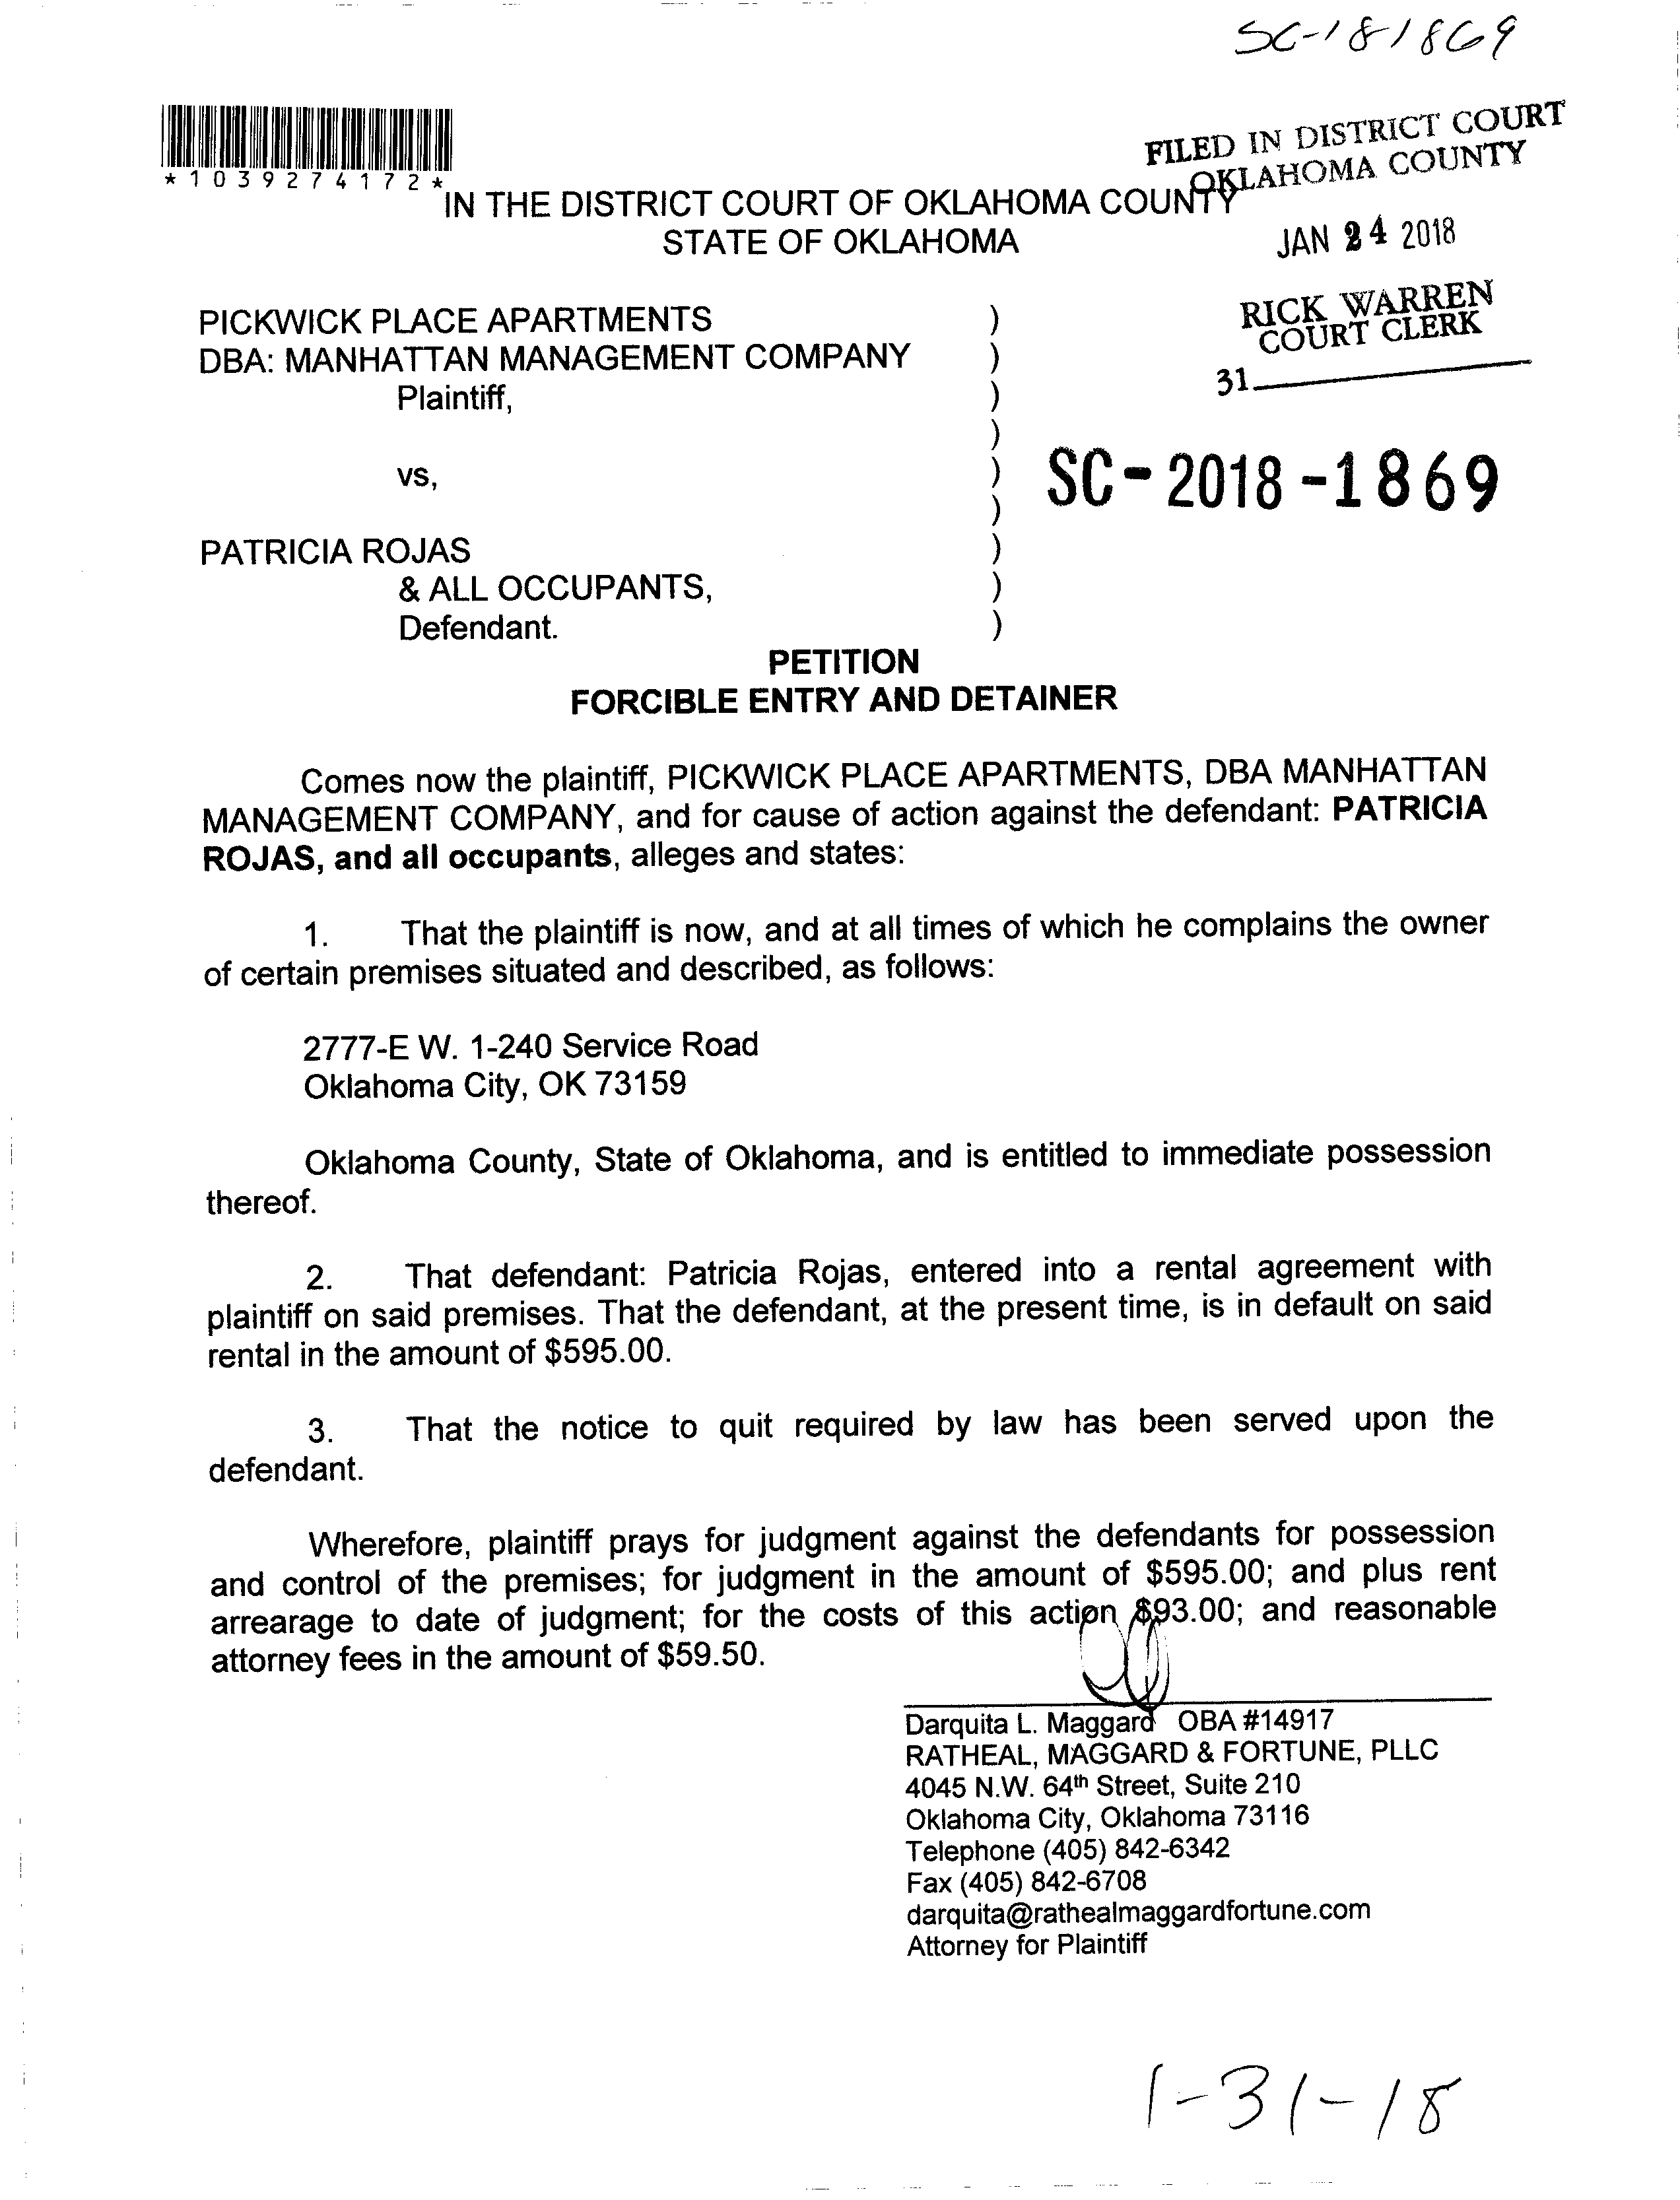 SC-18-1869
*1039274172*
FILED IN DISTRICT COURT
OKLAHOMA COUNTY
IN THE DISTRICT COURT OF OKLAHOMA COUNTY
STATE OF OKLAHOMA
JAN 24 2018
RICK WARREN
COURT CLERK
31
PICKWICK PLACE APARTMENTS )
DBA: MANHATTAN MANAGEMENT COMPANY )
Plaintiff, )
)
vs, )
)
SC-2018-1869
PATRICIA ROJAS )
& ALL OCCUPANTS, )
Defendant. )
PETITION
FORCIBLE ENTRY AND DETAINER
Comes now the plaintiff, PICKWICK PLACE APARTMENTS, DBA MANHATTAN
MANAGEMENT COMPANY, and for cause of action against the defendant: PATRICIA
ROJAS, and all occupants, alleges and states:
1. That the plaintiff is now, and at all times of which he complains the owner
of certain premises situated and described, as follows:
2777-E W. 1-240 Service Road
Oklahoma City, OK 73159
Oklahoma County, State of Oklahoma, and is entitled to immediate possession
thereof.
2. That defendant: Patricia Rojas, entered into a rental agreement with
plaintiff on said premises. That the defendant, at the present time, is in default on said
rental in the amount of $595.00.
3. That the notice to quit required by law has been served upon the
defendant.
Wherefore, plaintiff prays for judgment against the defendants for possession
and control of the premises; for judgment in the amount of $595.00; and plus rent
arrearage to date of judgment; for the costs of this action $93.00; and reasonable
attorney fees in the amount of $59.50.
Darquita L. Maggard OBA #14917
RATHEAL, MAGGARD & FORTUNE, PLLC
4045 N.W. 64th Street, Suite 210
Oklahoma City, Oklahoma 73116
Telephone (405) 842-6342
Fax (405) 842-6708
darquita@rathealmaggardfortune.com
Attorney for Plaintiff
1-31-18